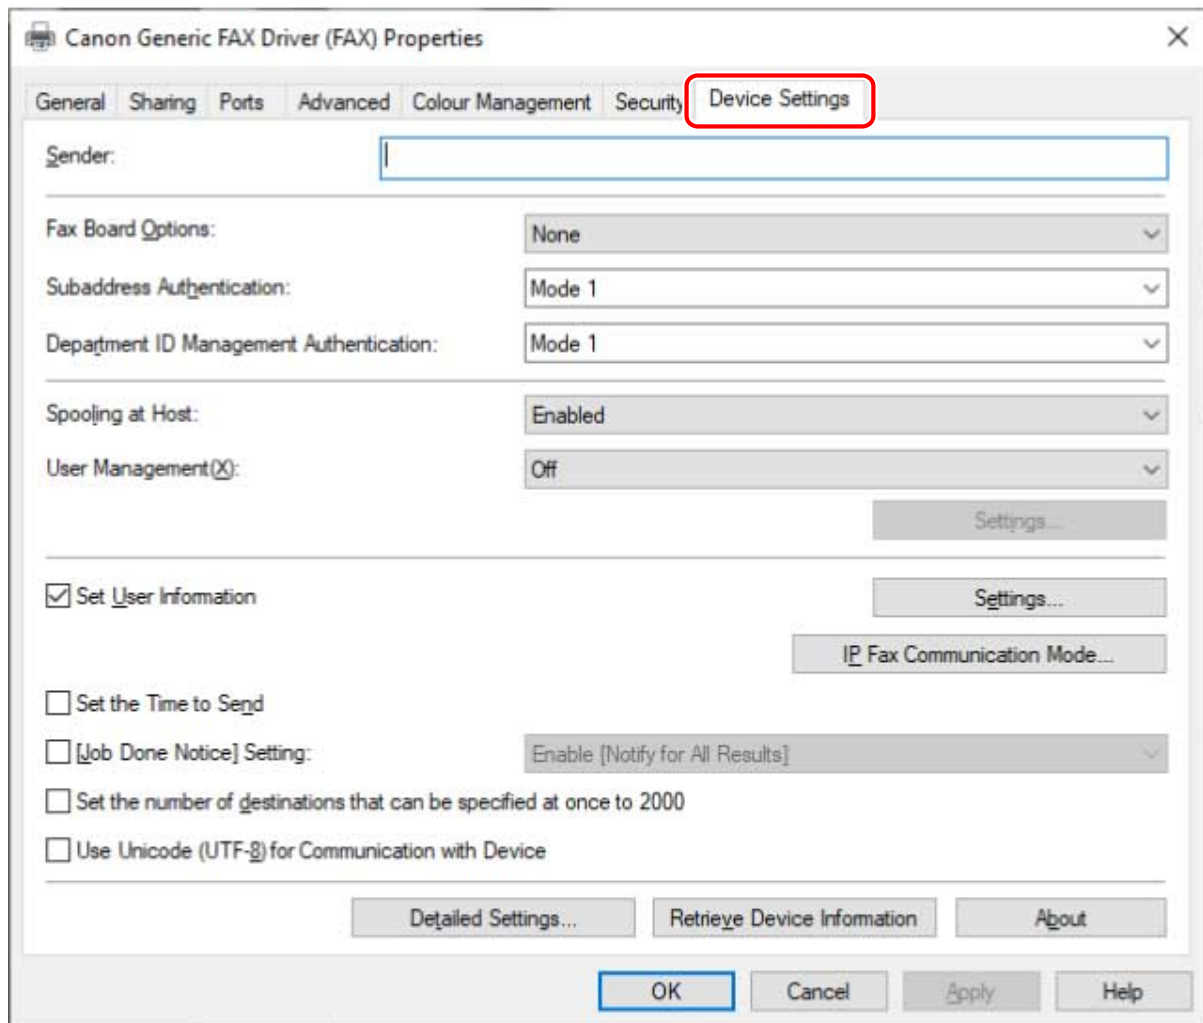 Canon Generic FAX Driver (FAX) Properties
General Sharing Ports Advanced Colour Management Security Device Settings
Sender:
Fax Board Options: None
Subaddress Authentication: Mode 1
Department ID Management Authentication: Mode 1
Spooling at Host: Enabled
User Management(X): Off
Settings...
Set User Information Settings...
IP Fax Communication Mode...
Set the Time to Send
[Job Done Notice] Setting: Enable [Notify for All Results]
Set the number of destinations that can be specified at once to 2000
Use Unicode (UTF-8) for Communication with Device
Detailed Settings... Retrieve Device Information About
OK Cancel Apply Help